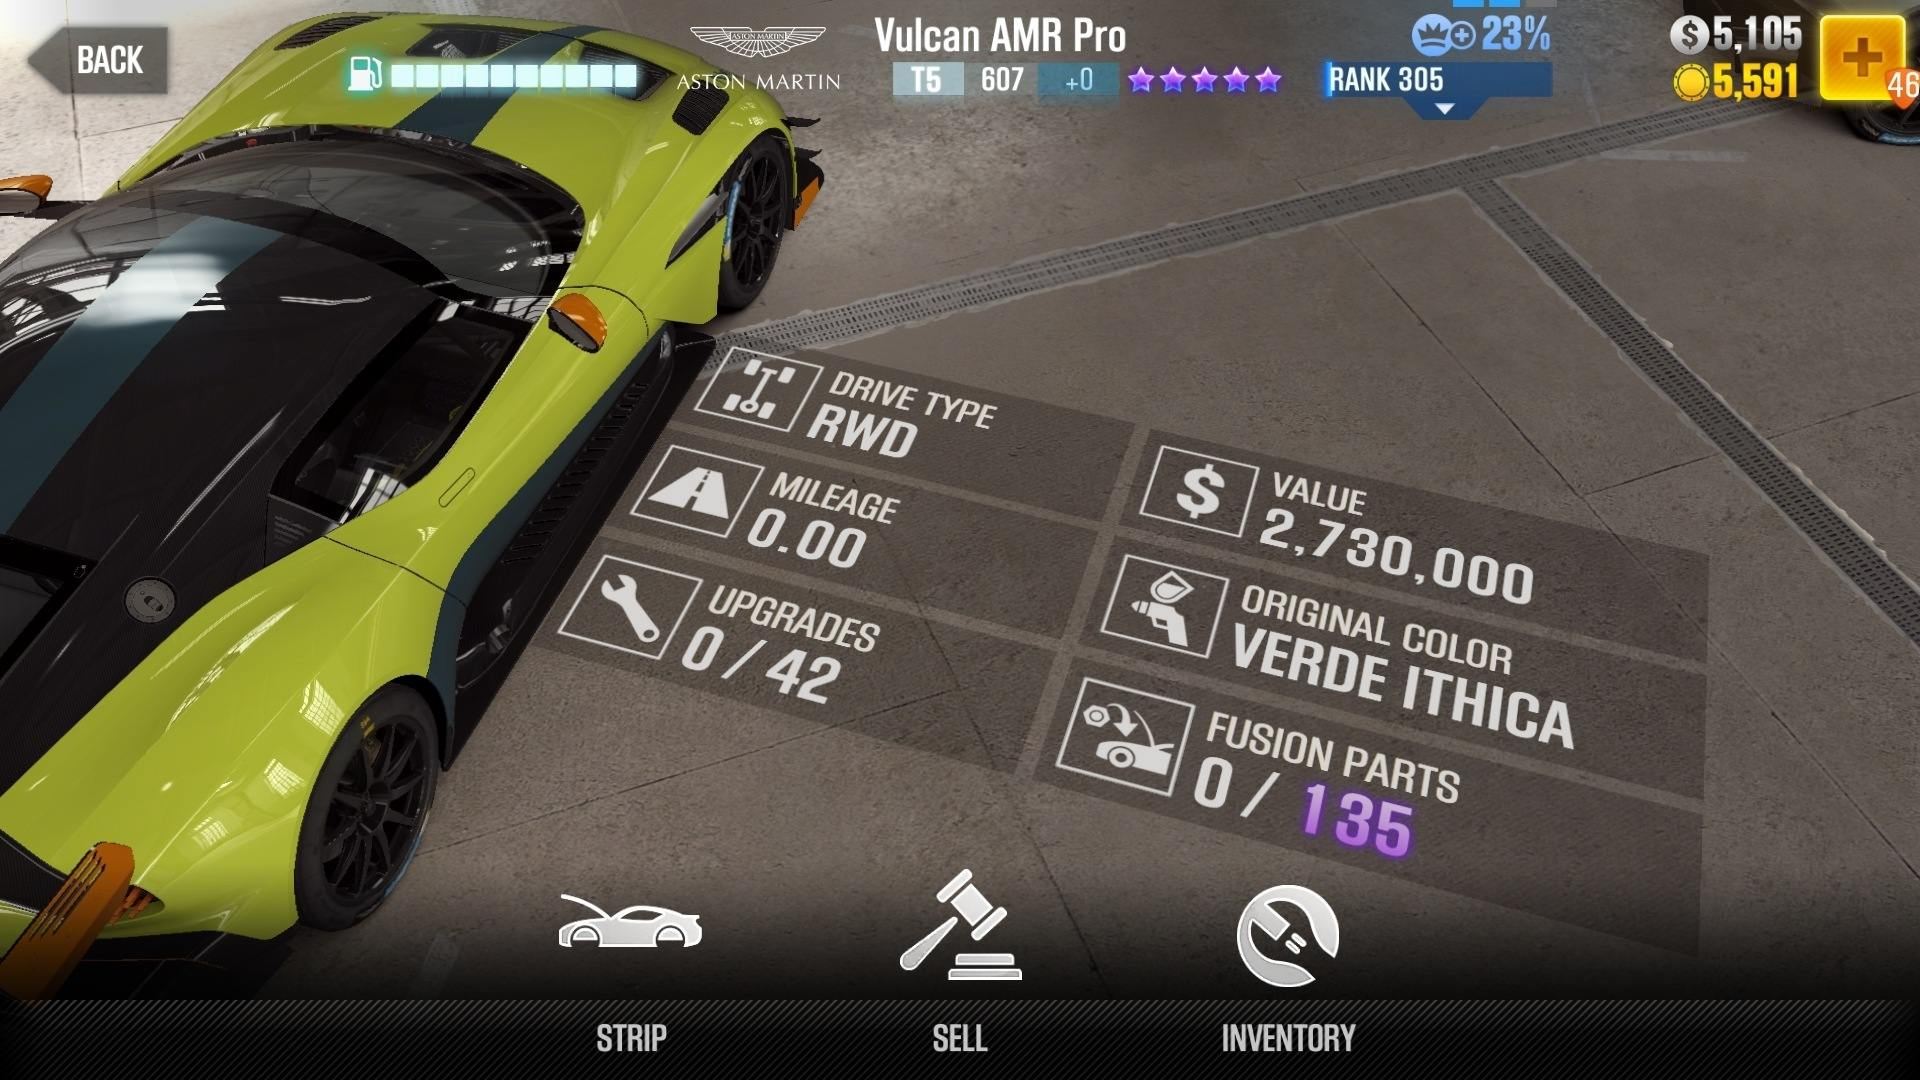 BACK
ASTON MARTIN
ASTON MARTIN
Vulcan AMR Pro
T5 607 +0
23%
RANK 305
5,105
5,591
46
DRIVE TYPE
RWD
MILEAGE
0.00
UPGRADES
0/42
VALUE
2,730,000
ORIGINAL COLOR
VERDE ITHICA
FUSION PARTS
0/ 135
STRIP
SELL
INVENTORY